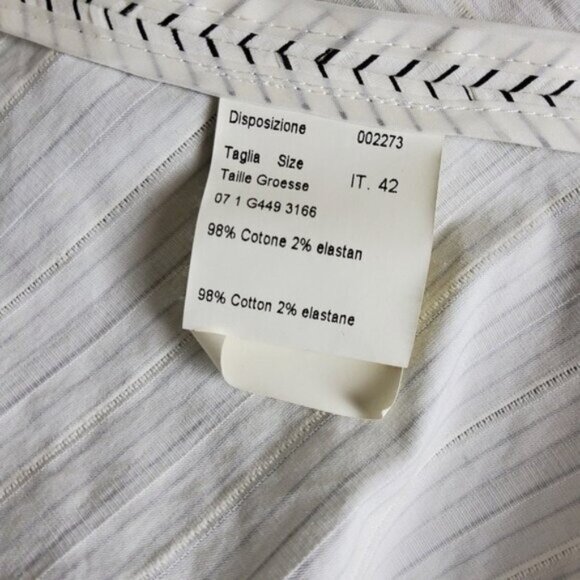 Disposizione 002273
Taglia Size
Taille Groesse IT. 42
07 1 G449 3166
98% Cotone 2% elastan
98% Cotton 2% elastane